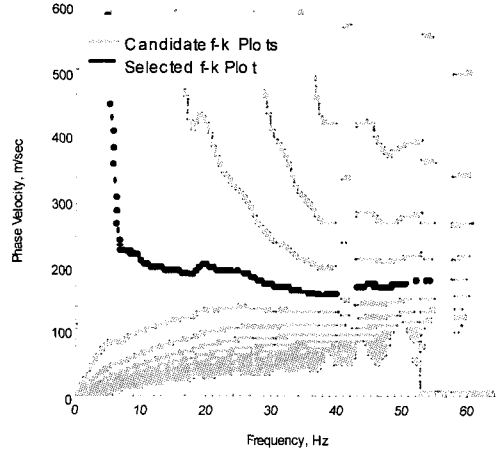 600
Candidate f-k Plots
Selected f-k Plot
500
400
300
200
100
0
Phase Velocity, m/sec
0 10 20 30 40 50 60
Frequency, Hz